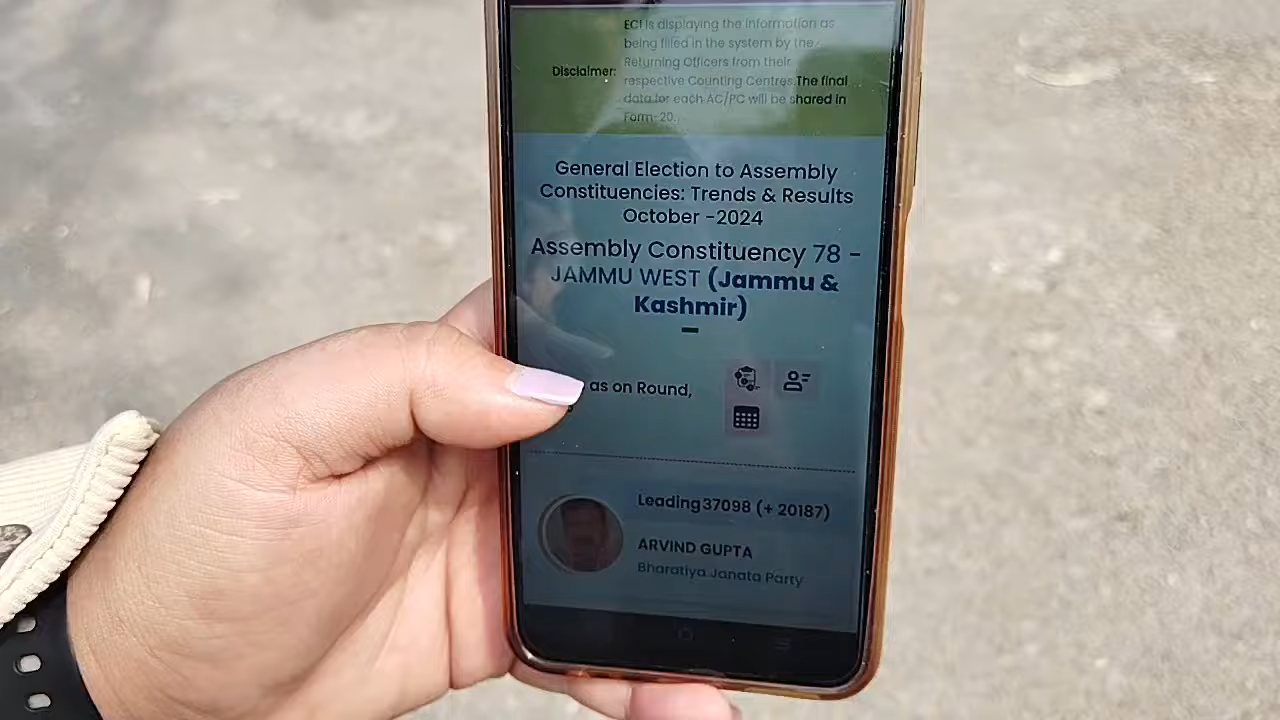 ECI is displaying the information as
being filled in the system by the
Returning Officers from their
Disclaimer:
respective Counting Centres.The final
data for each AC/PC will be shared in
Form-20.
General Election to Assembly
Constituencies: Trends & Results
October -2024
Assembly Constituency 78 -
JAMMU WEST (Jammu &
Kashmir)
as on Round,
Leading37098 (+ 20187)
ARVIND GUPTA
Bharatiya Janata Party